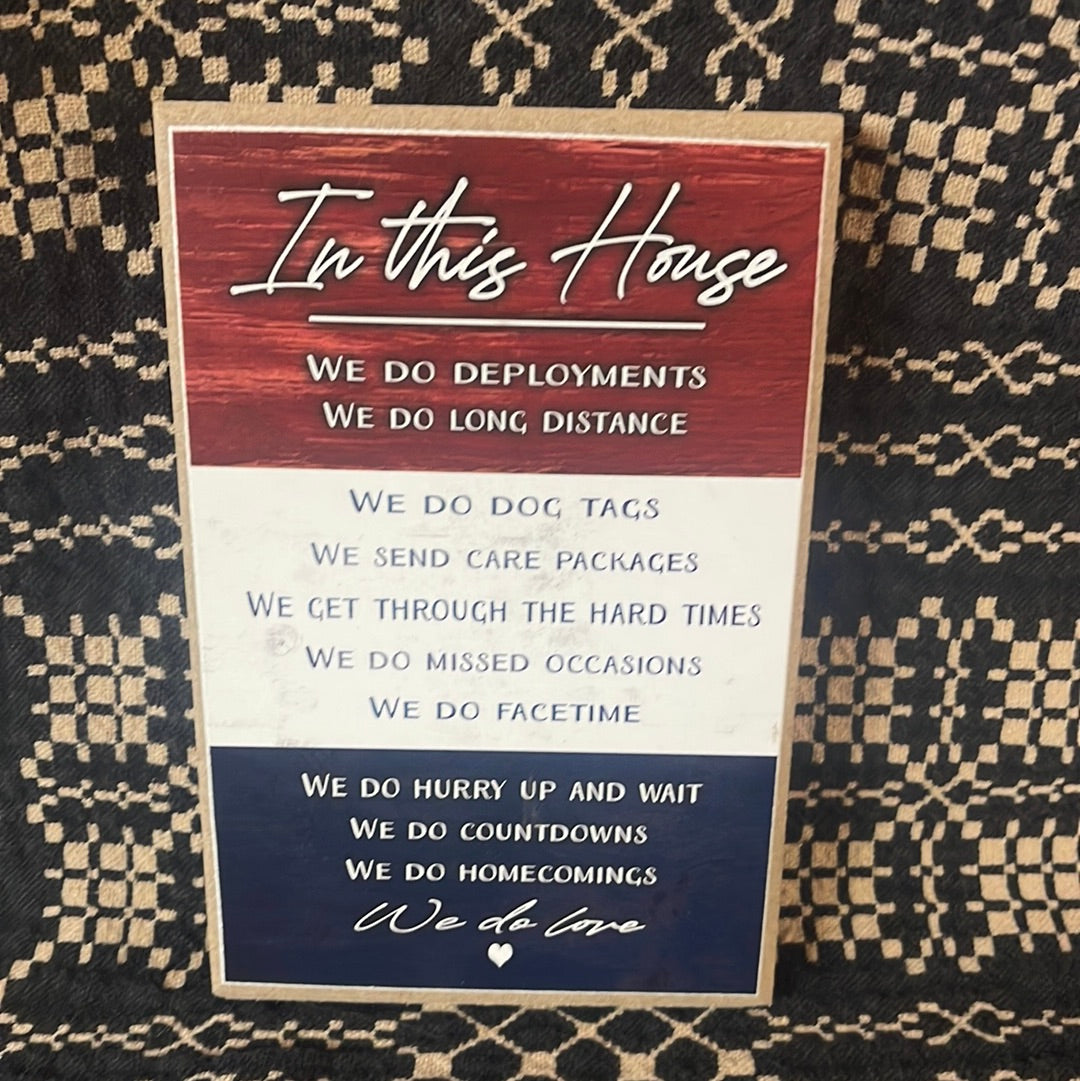 In this House
WE DO DEPLOYMENTS
WE DO LONG DISTANCE
WE DO DOG TAGS
WE SEND CARE PACKAGES
WE GET THROUGH THE HARD TIMES
WE DO MISSED OCCASIONS
WE DO FACETIME
WE DO HURRY UP AND WAIT
WE DO COUNTDOWNS
WE DO HOMECOMINGS
We do love